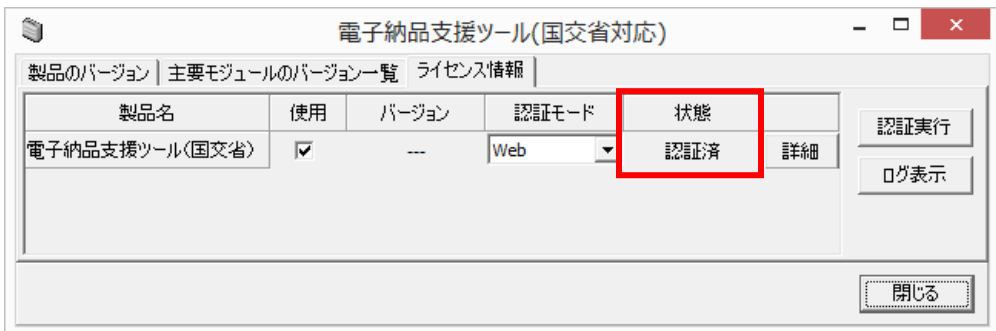 電子納品支援ツール(国交省対応)
製品のバージョン 主要モジュールのバージョン一覧 ライセンス情報
製品名 使用 バージョン 認証モード 状態
電子納品支援ツール(国交省) --- Web 認証済 詳細
認証実行
ログ表示
閉じる